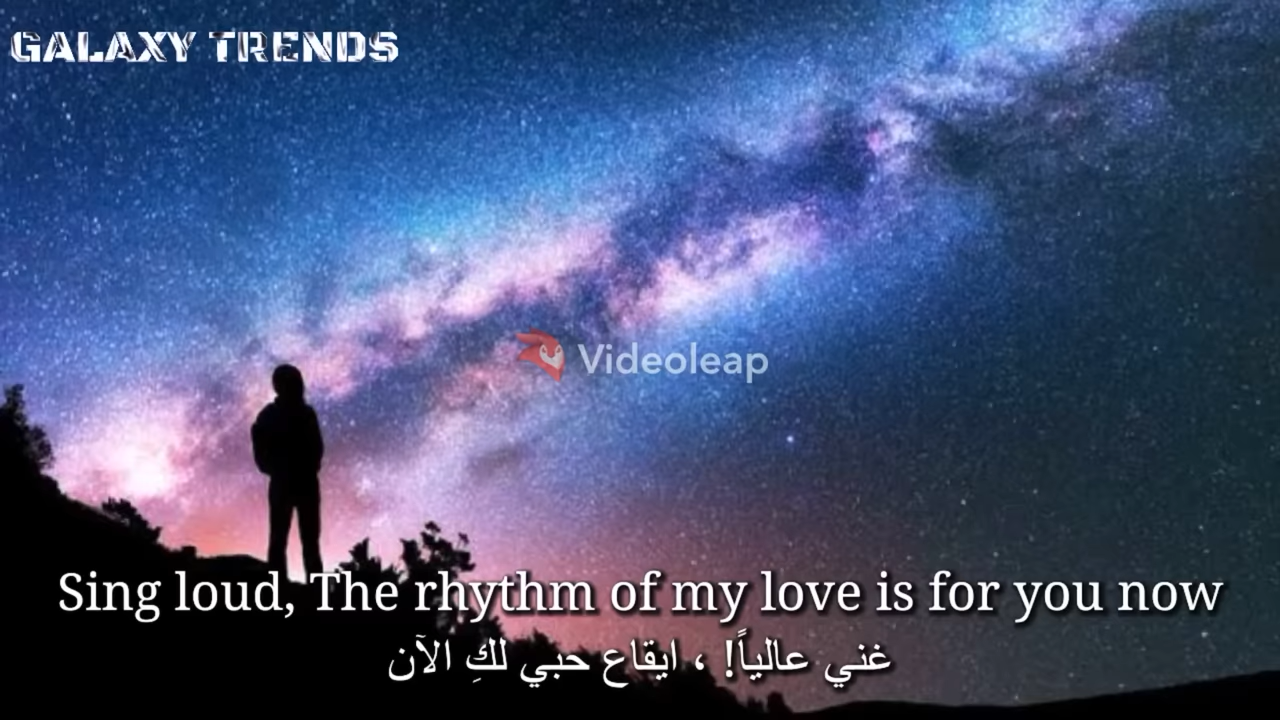 GALAXY TRENDS
Videoleap
Sing loud, The rhythm of my love is for you now
غني عالياً! ، ايقاع حبي لكِ الآن